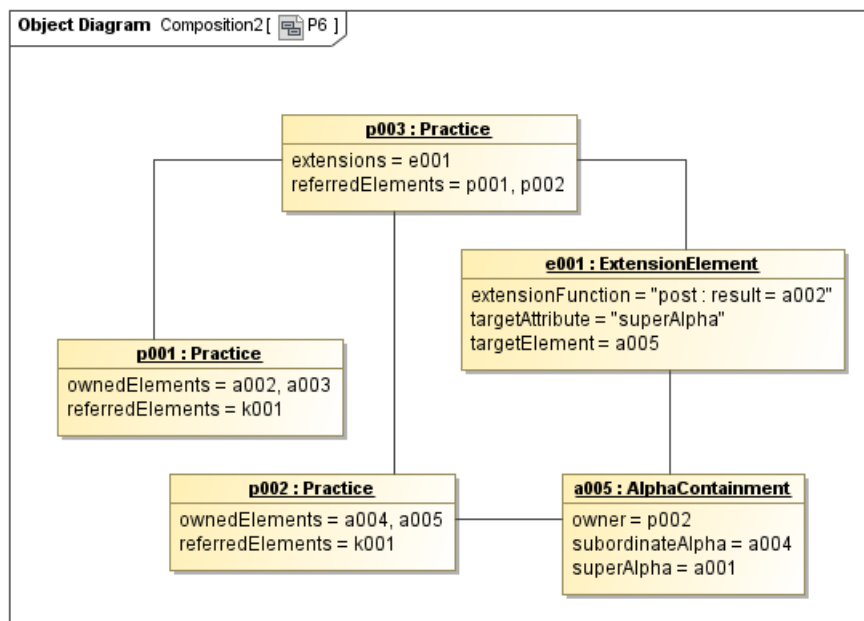 Object Diagram Composition2 [ P6 ]
p003 : Practice
extensions = e001
referredElements = p001, p002
e001 : ExtensionElement
extensionFunction = "post : result = a002"
targetAttribute = "superAlpha"
targetElement = a005
p001 : Practice
ownedElements = a002, a003
referredElements = k001
p002 : Practice
ownedElements = a004, a005
referredElements = k001
a005 : AlphaContainment
owner = p002
subordinateAlpha = a004
superAlpha = a001